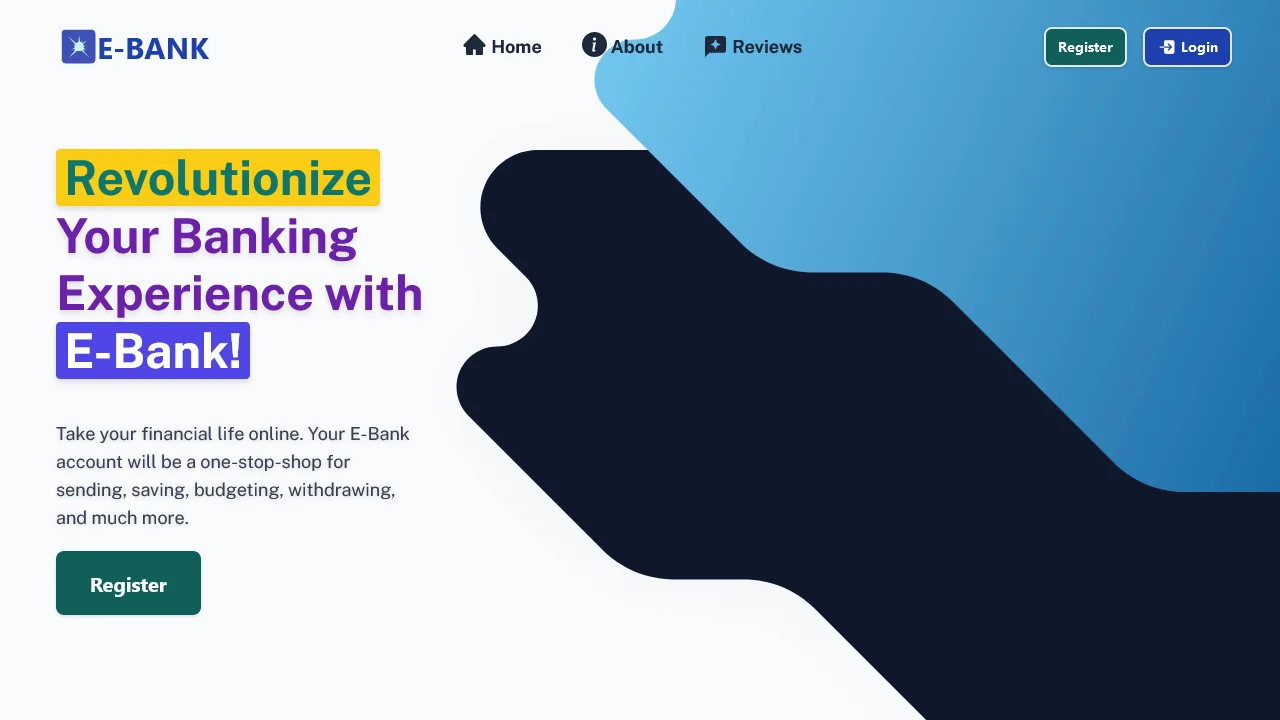 E-BANK
Home
About
Reviews
Register
Login
Revolutionize
Your Banking
Experience with
E-Bank!
Take your financial life online. Your E-Bank
account will be a one-stop-shop for
sending, saving, budgeting, withdrawing,
and much more.
Register